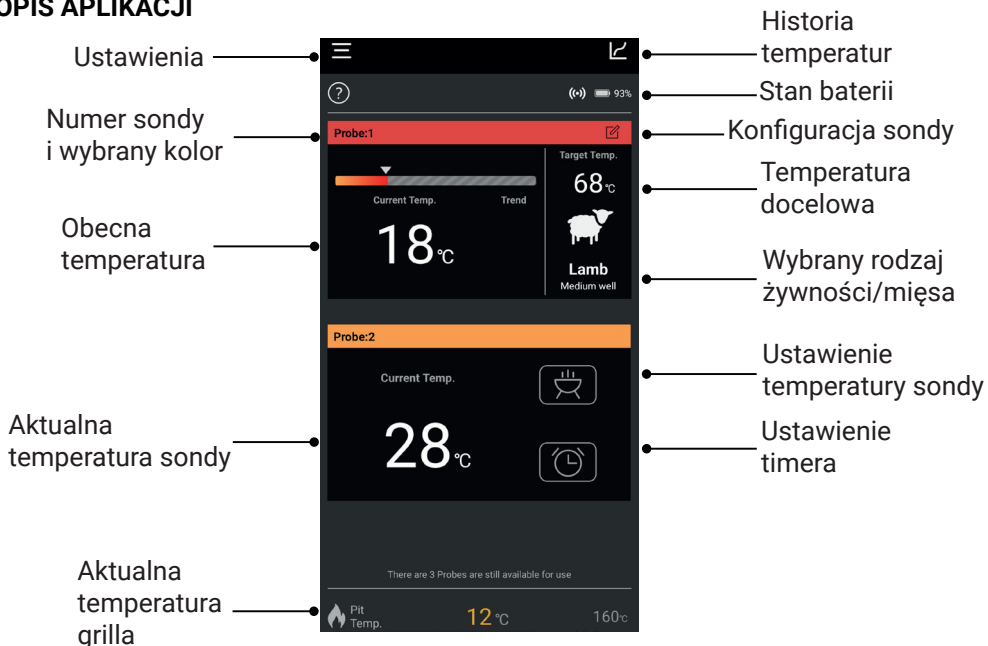 OPIS APLIKACJI
Ustawienia
Numer sondy
i wybrany kolor
Obecna
temperatura
Aktualna
temperatura sondy
Aktualna
temperatura
grilla
?
93%
Probe:1
Current Temp.
Trend
18°C
Target Temp.
68°C
Lamb
Medium well
Probe:2
Current Temp.
28°C
There are 3 Probes are still available for use
Pit
Temp.
12°C
160°C
Historia
temperatur
Stan baterii
Konfiguracja sondy
Temperatura
docelowa
Wybrany rodzaj
żywności/mięsa
Ustawienie
temperatury sondy
Ustawienie
timera